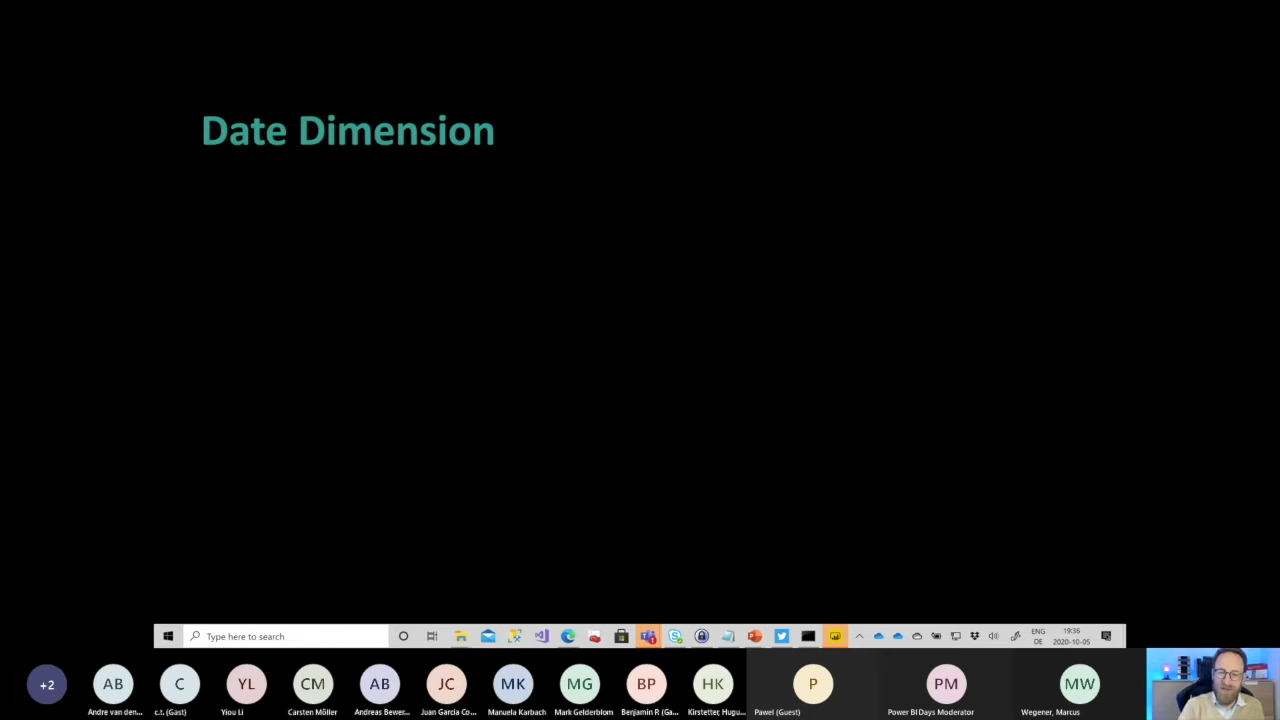 Date Dimension
Type here to search
ENG
DE
19:36
2020-10-05
+2
AB
C
YL
CM
AB
JC
MK
MG
BP
HK
P
PM
MW
Andre van den...
c.t. (Gast)
Yiou Li
Carsten Möller
Andreas Bewer...
Juan Garcia Co...
Manuela Karbach
Mark Gelderblom
Benjamin R (Ga...
Kirstetter, Hugu...
Pawel (Guest)
Power BI Days Moderator
Wegener, Marcus